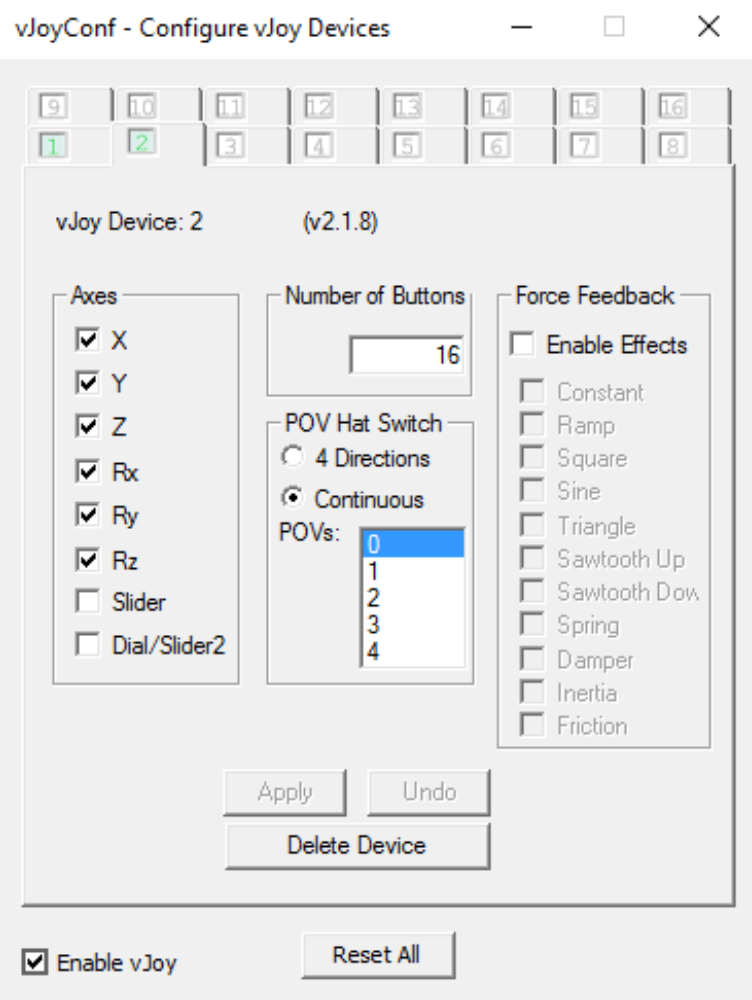 vJoyConf - Configure vJoy Devices
9 10 11 12 13 14 15 16
1 2 3 4 5 6 7 8
vJoy Device: 2 (v2.1.8)
Axes
X
Y
Z
Rx
Ry
Rz
Slider
Dial/Slider2
Number of Buttons
16
POV Hat Switch
4 Directions
Continuous
POVs:
0
1
2
3
4
Force Feedback
Enable Effects
Constant
Ramp
Square
Sine
Triangle
Sawtooth Up
Sawtooth Dow
Spring
Damper
Inertia
Friction
Apply Undo
Delete Device
Enable vJoy Reset All